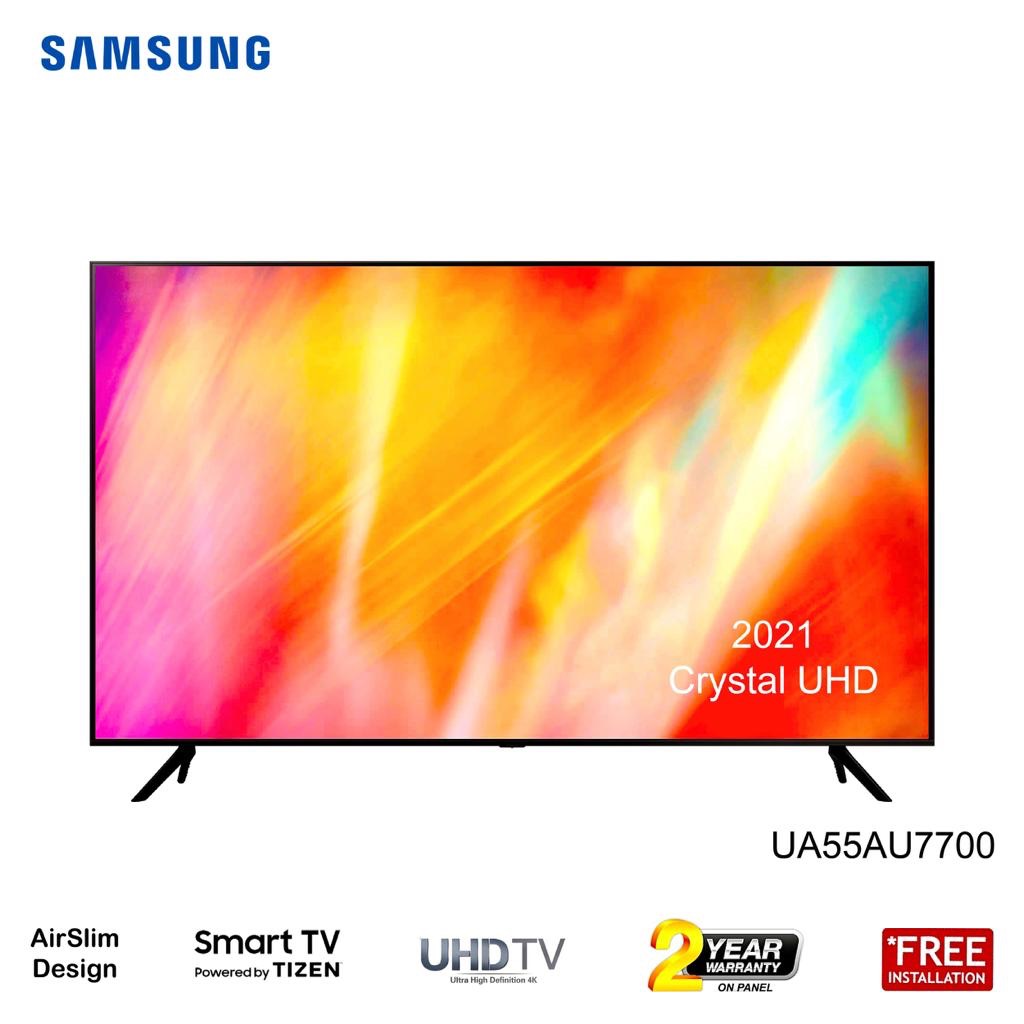 SAMSUNG
2021
Crystal UHD
UA55AU7700
AirSlim
Design
Smart TV
Powered by TIZEN
UHDTV
Ultra High Definition 4K
2 YEAR
WARRANTY
ON PANEL
*FREE
INSTALLATION